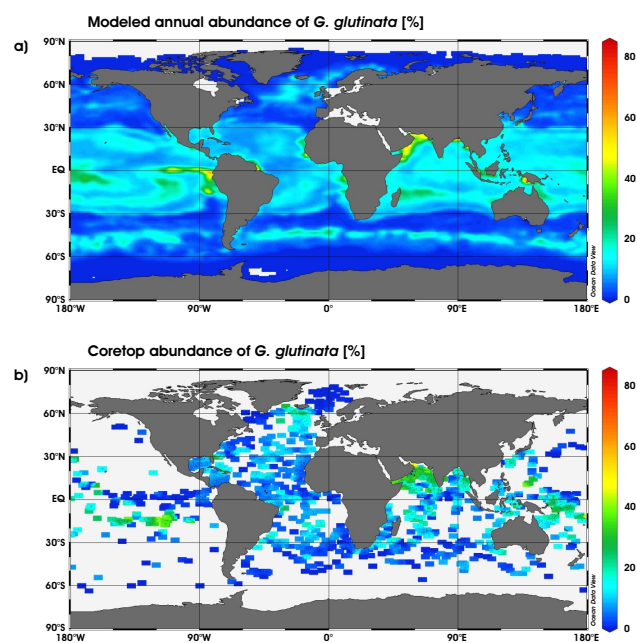 Modeled annual abundance of G. glutinata [%]
a)
90°N
60°N
30°N
EQ
30°S
60°S
90°S
180°W
90°W
0°
90°E
180°E
80
60
40
20
0
Ocean Data View
Coretop abundance of G. glutinata [%]
b)
90°N
60°N
30°N
EQ
30°S
60°S
90°S
180°W
90°W
0°
90°E
180°E
80
60
40
20
0
Ocean Data View